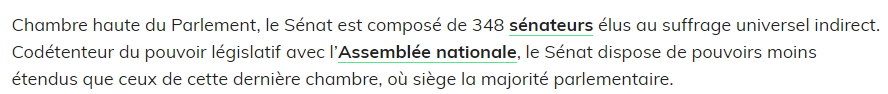 Chambre haute du Parlement, le Sénat est composé de 348 sénateurs élus au suffrage universel indirect.
Codétenteur du pouvoir législatif avec l'Assemblée nationale, le Sénat dispose de pouvoirs moins
étendus que ceux de cette dernière chambre, où siège la majorité parlementaire.